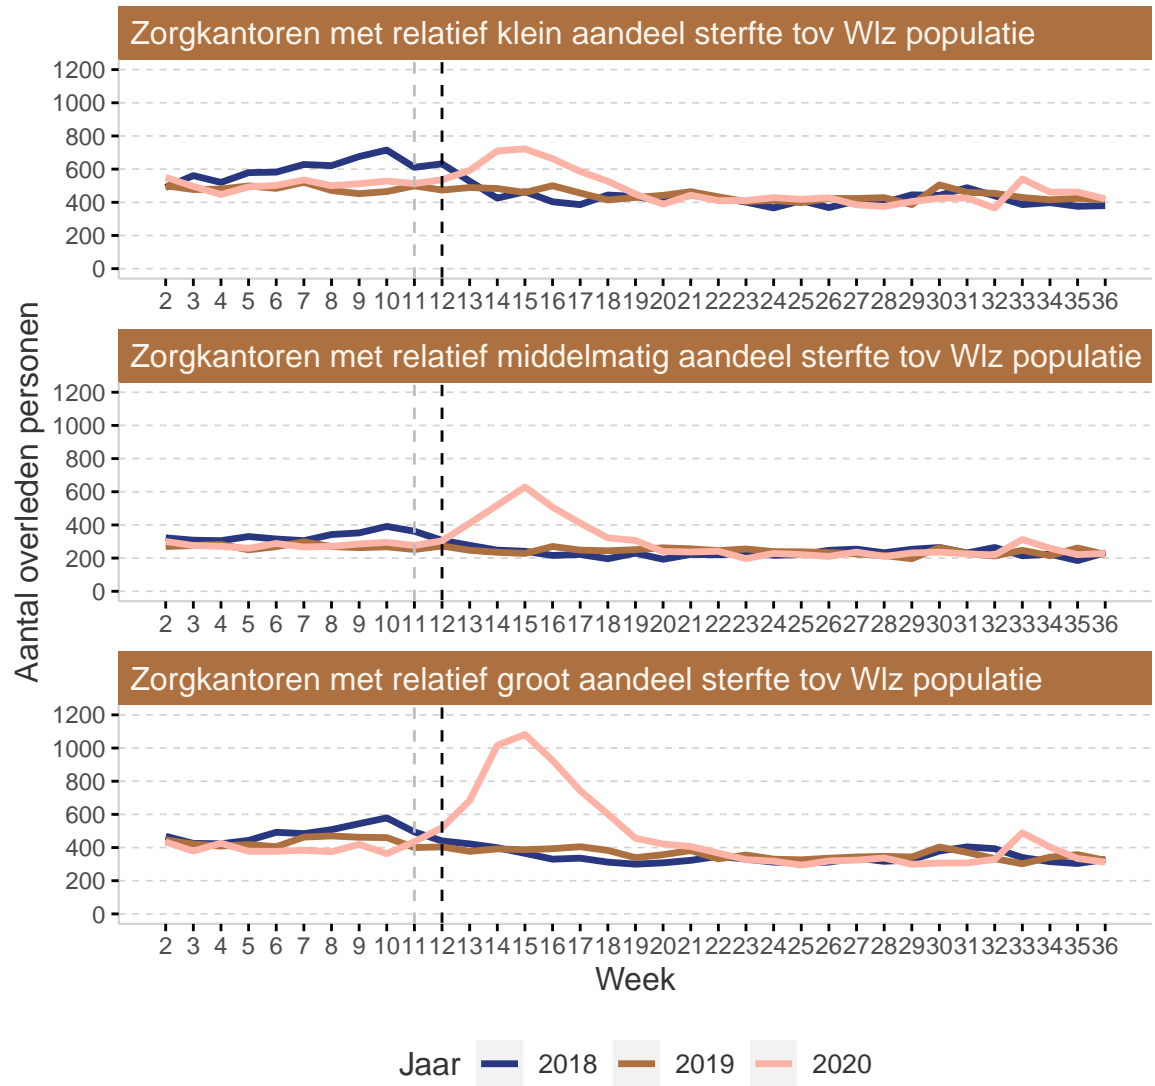 Zorgkantoren met relatief klein aandeel sterfte tov Wlz populatie
1200
1000
800
600
400
200
0
2 3 4 5 6 7 8 9 10 11 12 13 14 15 16 17 18 19 20 21 22 23 24 25 26 27 28 29 30 31 32 33 34 35 36
Aantal overleden personen
Zorgkantoren met relatief middelmatig aandeel sterfte tov Wlz populatie
1200
1000
800
600
400
200
0
2 3 4 5 6 7 8 9 10 11 12 13 14 15 16 17 18 19 20 21 22 23 24 25 26 27 28 29 30 31 32 33 34 35 36
Zorgkantoren met relatief groot aandeel sterfte tov Wlz populatie
1200
1000
800
600
400
200
0
2 3 4 5 6 7 8 9 10 11 12 13 14 15 16 17 18 19 20 21 22 23 24 25 26 27 28 29 30 31 32 33 34 35 36
Week
Jaar 2018 2019 2020